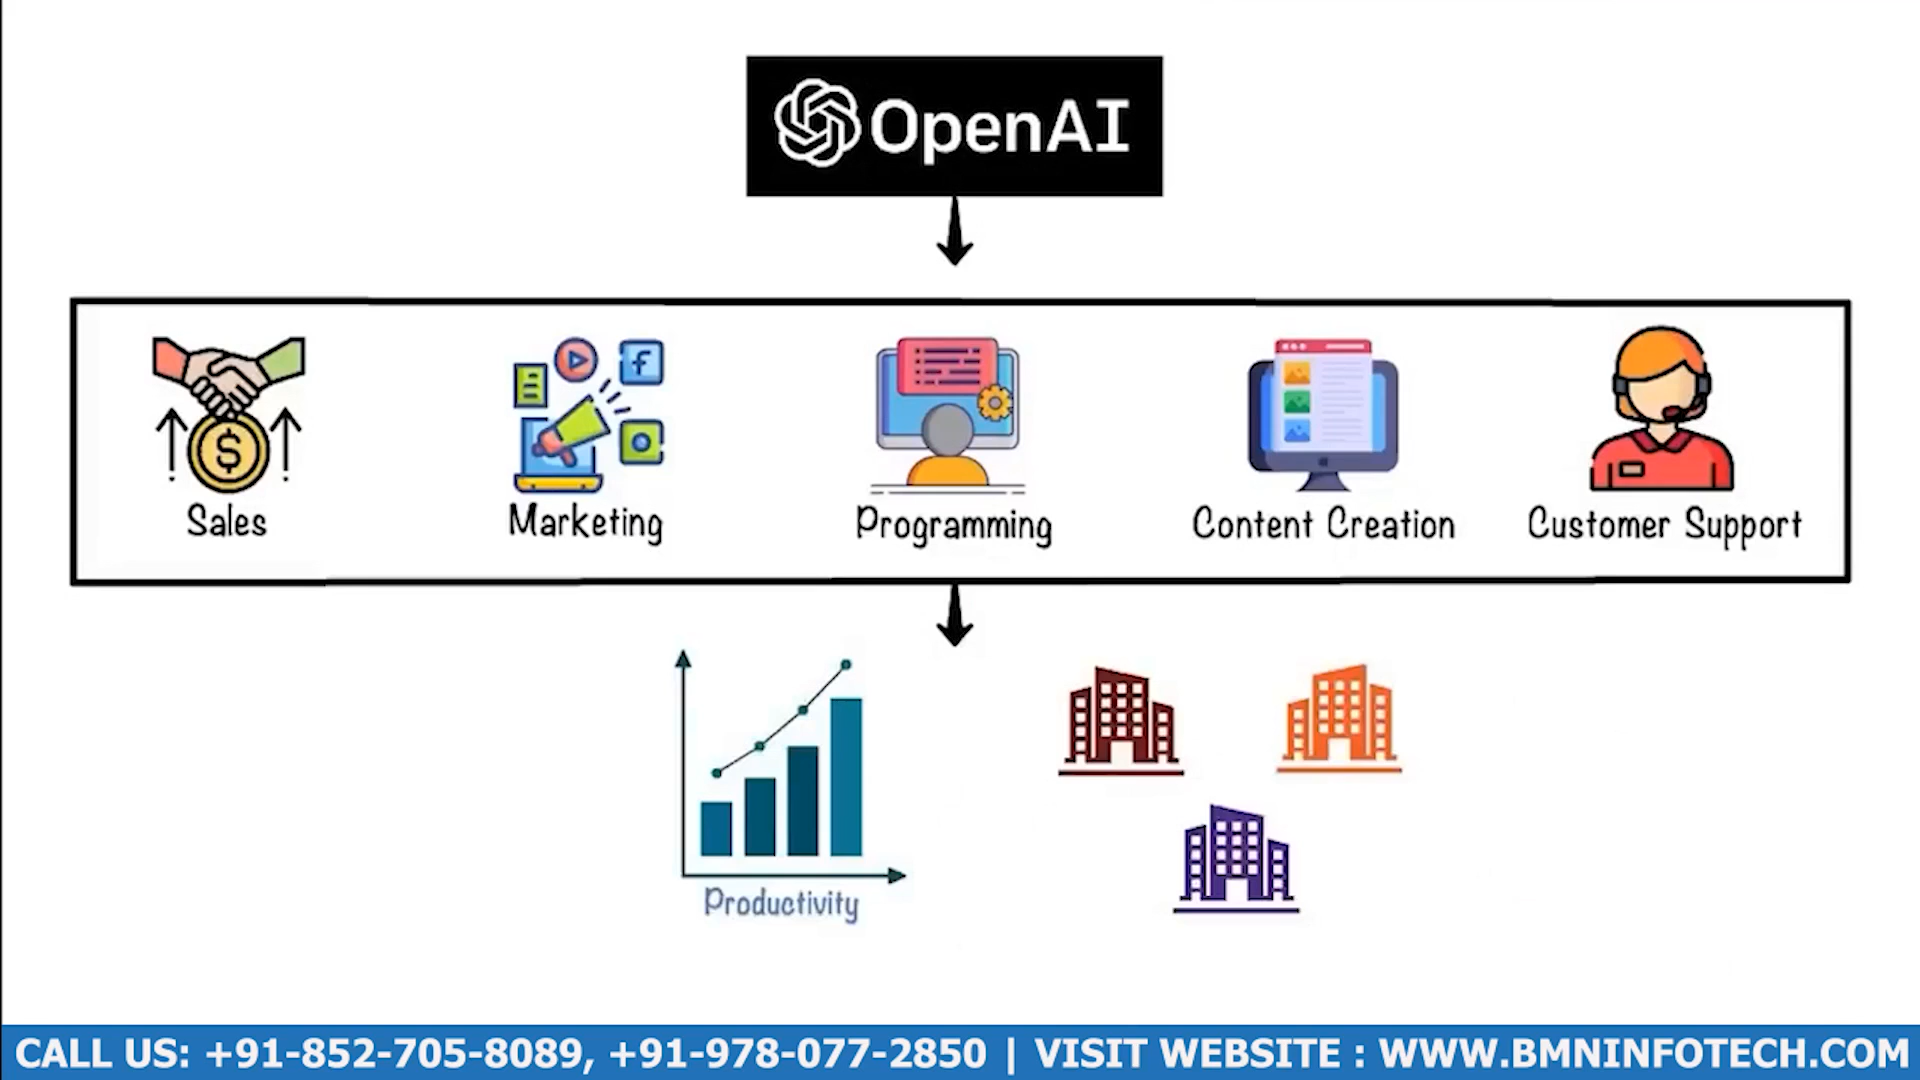 OpenAI
Sales
Marketing
Programming
Content Creation
Customer Support
Productivity
CALL US: +91-852-705-8089, +91-978-077-2850 | VISIT WEBSITE : WWW.BMNINFOTECH.COM